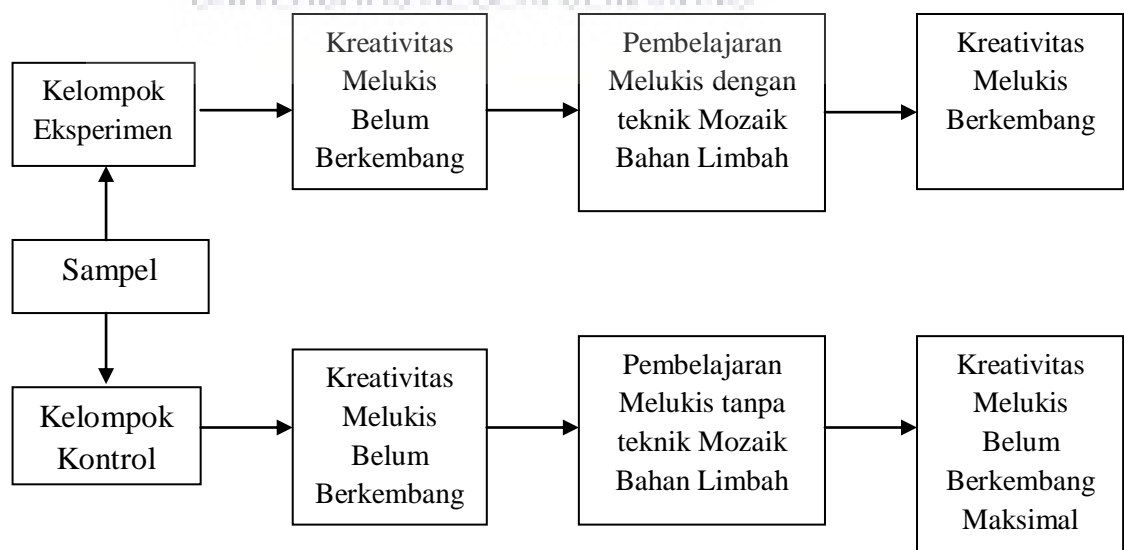 Kelompok
Eksperimen
Kreativitas
Melukis
Belum
Berkembang
Pembelajaran
Melukis dengan
teknik Mozaik
Bahan Limbah
Kreativitas
Melukis
Berkembang
Sampel
Kelompok
Kontrol
Kreativitas
Melukis
Belum
Berkembang
Pembelajaran
Melukis tanpa
teknik Mozaik
Bahan Limbah
Kreativitas
Melukis
Belum
Berkembang
Maksimal